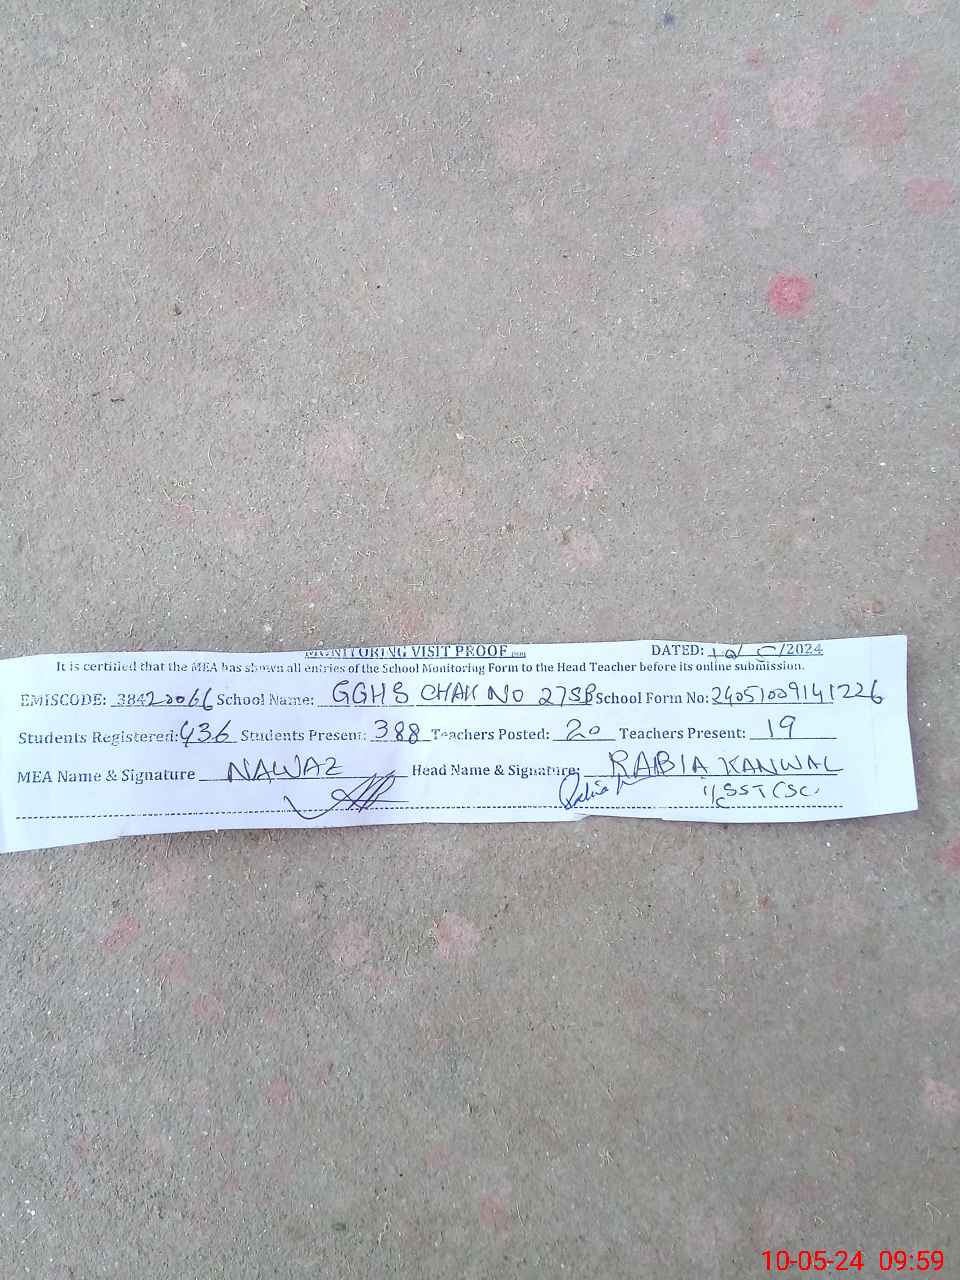 MONITORING VISIT PROOF
DATED: 10/5/2024
It is certified that the MEA has shown all entries of the School Monitoring Form to the Head Teacher before its online submission.
EMISCODE: 38420066 School Name: GGHS CHAK NO 27SB School Form No: 24051009141226
Students Registered: 436 Students Present: 388 Teachers Posted: 20 Teachers Present: 19
MEA Name & Signature NAWAZ Head Name & Signature: RABIA KANWAL
Rabia I/C SST (SC)
10-05-24 09:59